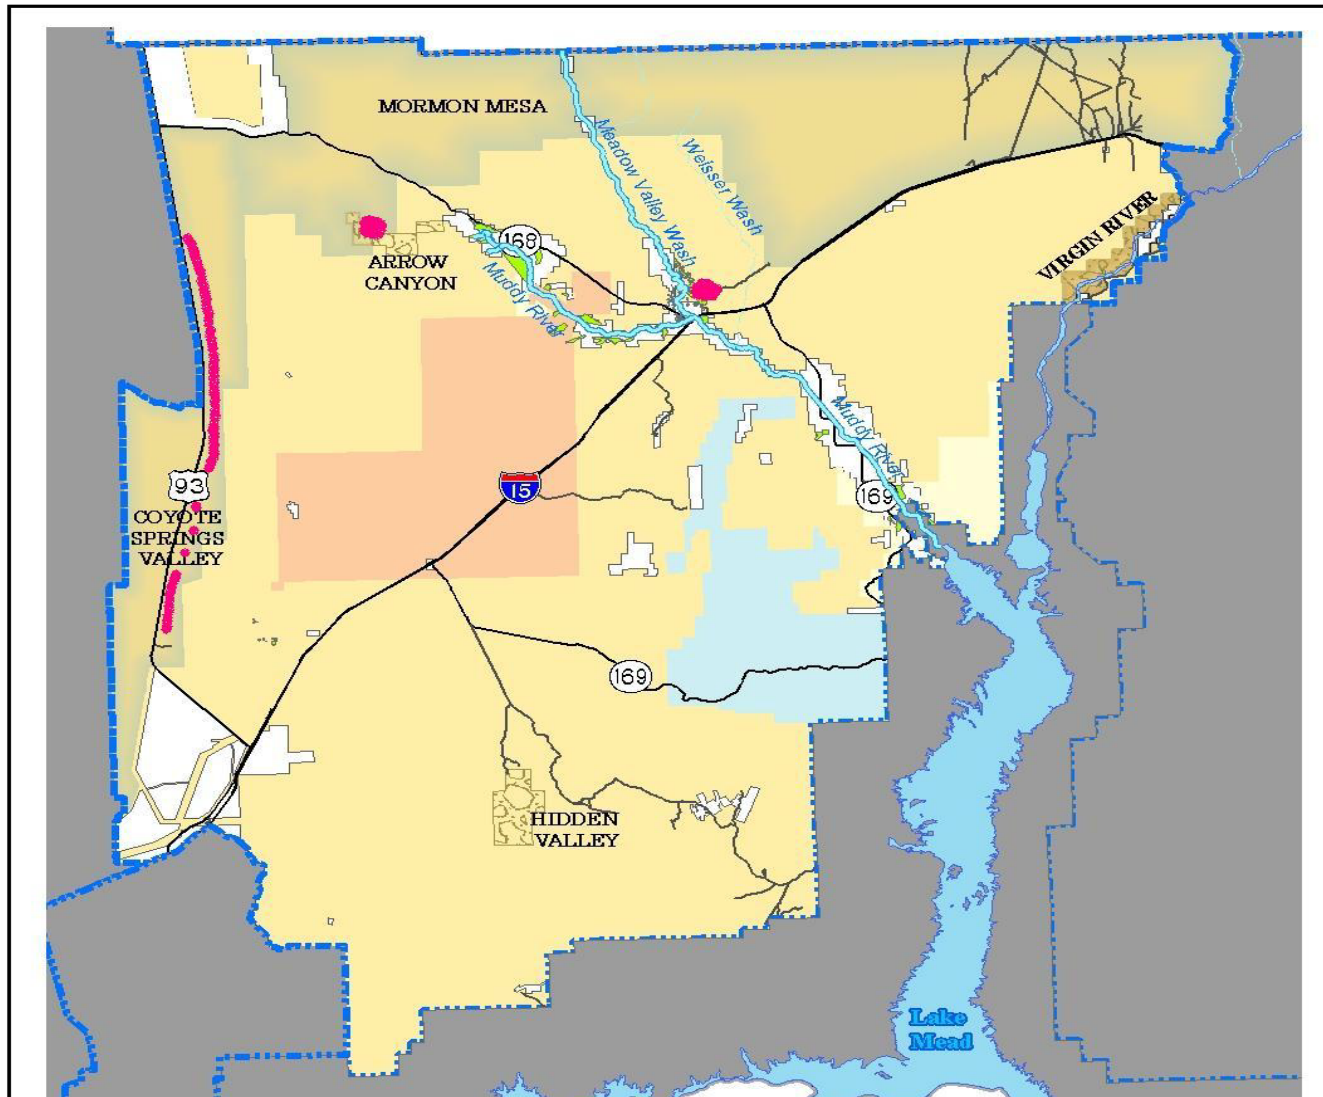 MORMON MESA
Meadow Valley Wash
Weisser Wash
VIRGIN RIVER
168
ARROW
CANYON
Muddy River
Muddy River
93
15
169
COYOTE
SPRINGS
VALLEY
169
HIDDEN
VALLEY
Lake
Mead